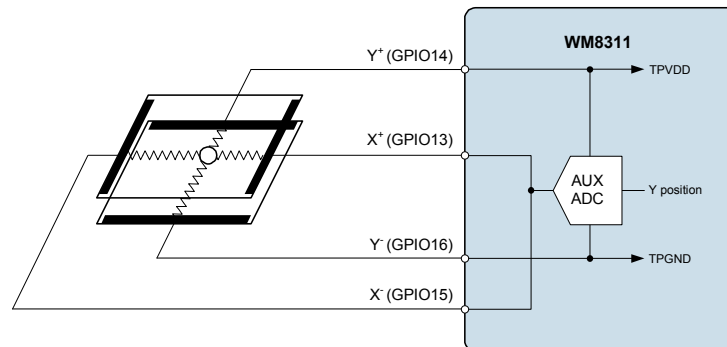 WM8311
Y+ (GPIO14)
TPVDD
X+ (GPIO13)
AUX
ADC
Y position
Y- (GPIO16)
TPGND
X- (GPIO15)